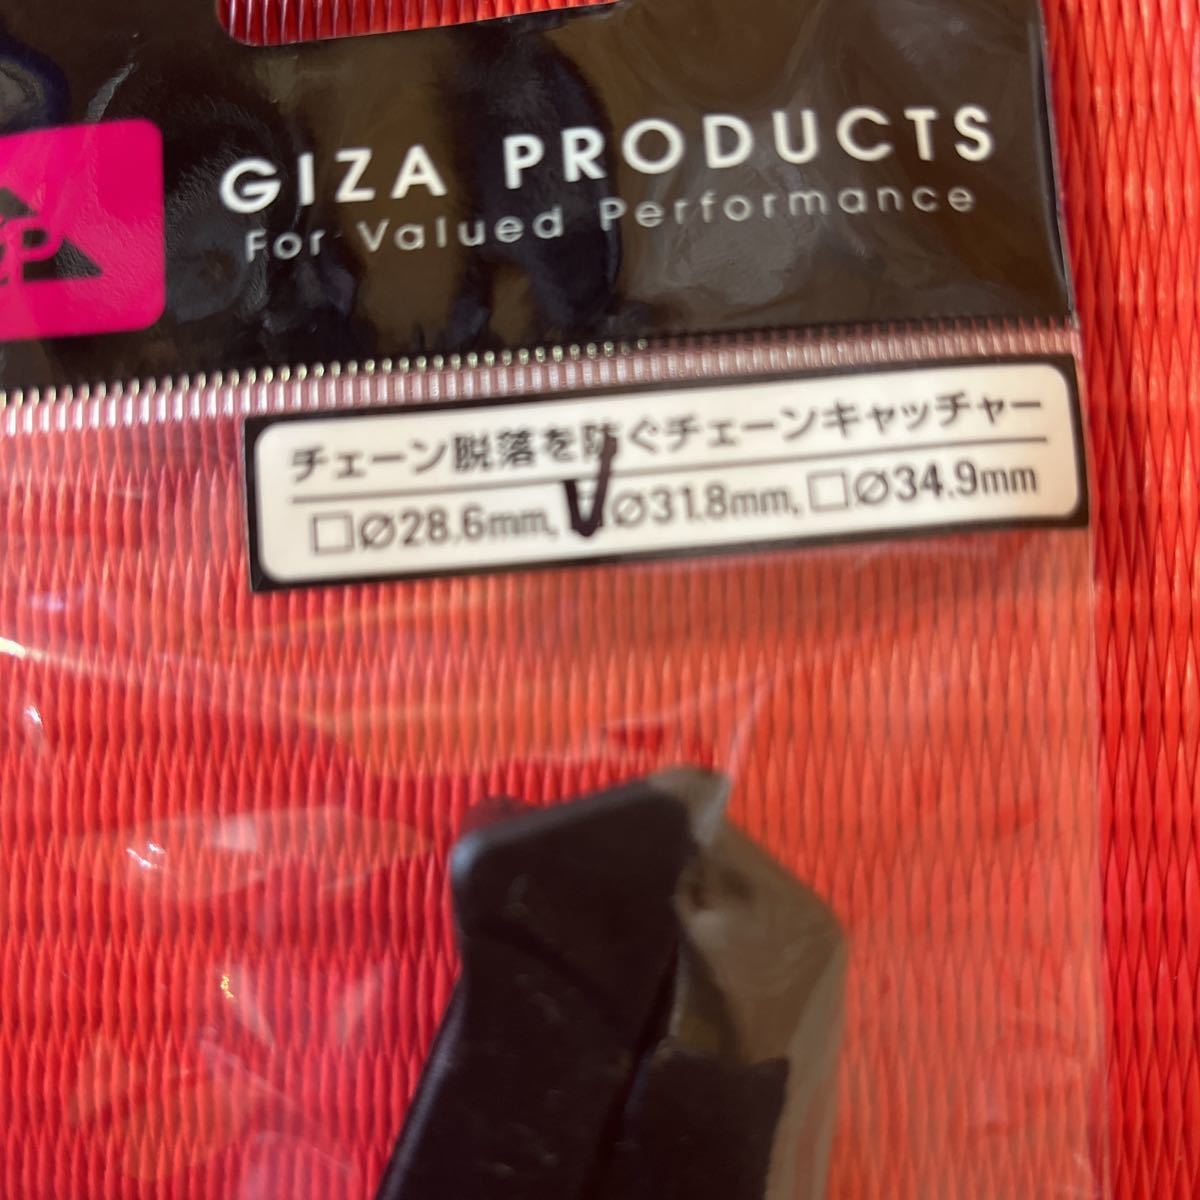 GP
GIZA PRODUCTS
For Valued Performance
チェーン脱落を防ぐチェーンキャッチャー
□Ø28.6mm, ☑Ø31.8mm, □Ø34.9mm